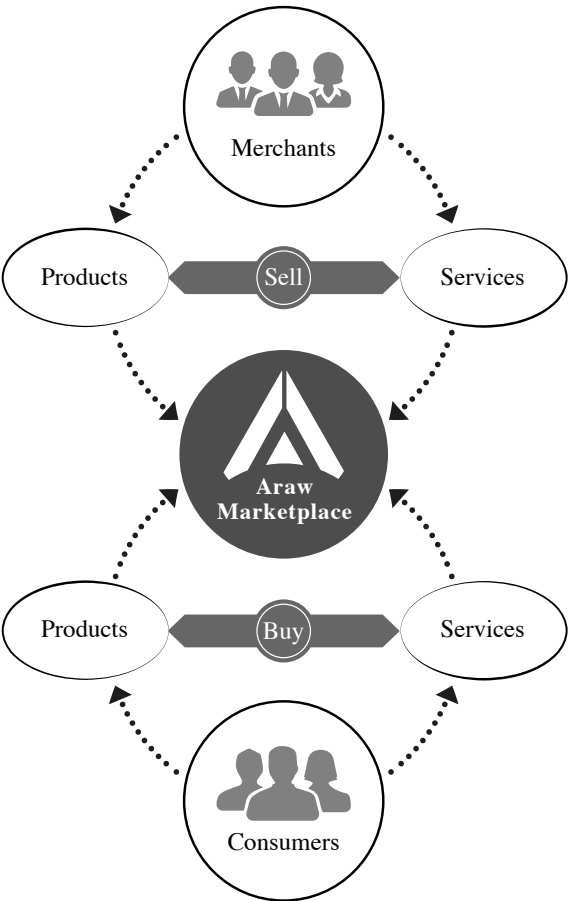 Merchants
Products
Sell
Services
Araw
Marketplace
Products
Buy
Services
Consumers